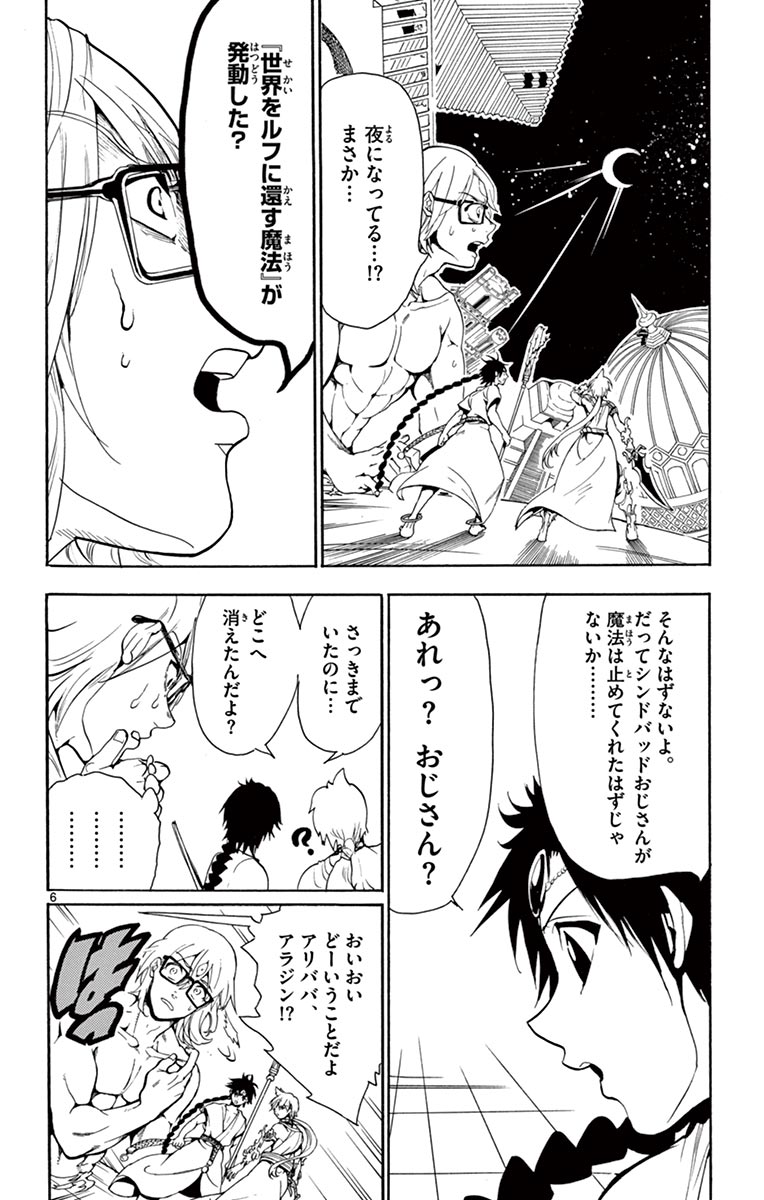 夜になってる…!?
まさか…
『世界をルフに還す魔法』が
発動した?
そんなはずないよ。
だってシンドバッドおじさんが
魔法は止めてくれたはずじゃ
ないか………
あれっ? おじさん?
さっきまで
いたのに…
どこへ
消えたんだよ?
?
………
………
おいおい
どーいうことだよ
アリババ、
アラジン!?
はっ
6